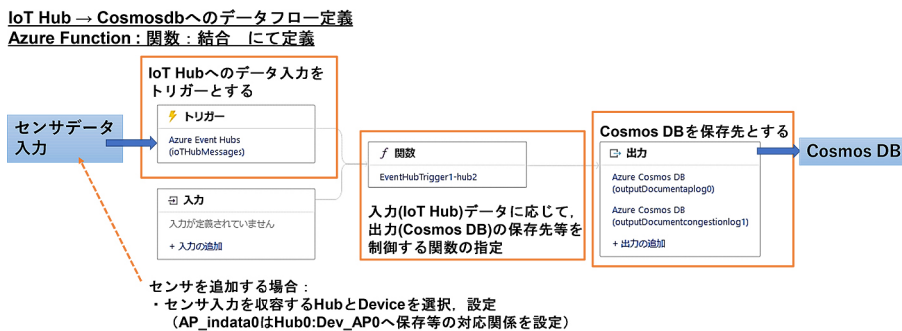 IoT Hub → Cosmosdbへのデータフロー定義
Azure Function : 関数：結合　にて定義
IoT Hubへのデータ入力を
トリガーとする
センサデータ
入力
トリガー
Azure Event Hubs
(ioTHubMessages)
入力
入力が定義されていません
+ 入力の追加
f 関数
EventHubTrigger1-hub2
入力(IoT Hub)データに応じて，
出力(Cosmos DB)の保存先等を
制御する関数の指定
Cosmos DBを保存先とする
出力
Azure Cosmos DB
(outputDocumentaplog0)
Azure Cosmos DB
(outputDocumentcongestionlog1)
+ 出力の追加
Cosmos DB
センサを追加する場合：
・センサ入力を収容するHubとDeviceを選択，設定
（AP_indata0はHub0:Dev_AP0へ保存等の対応関係を設定）